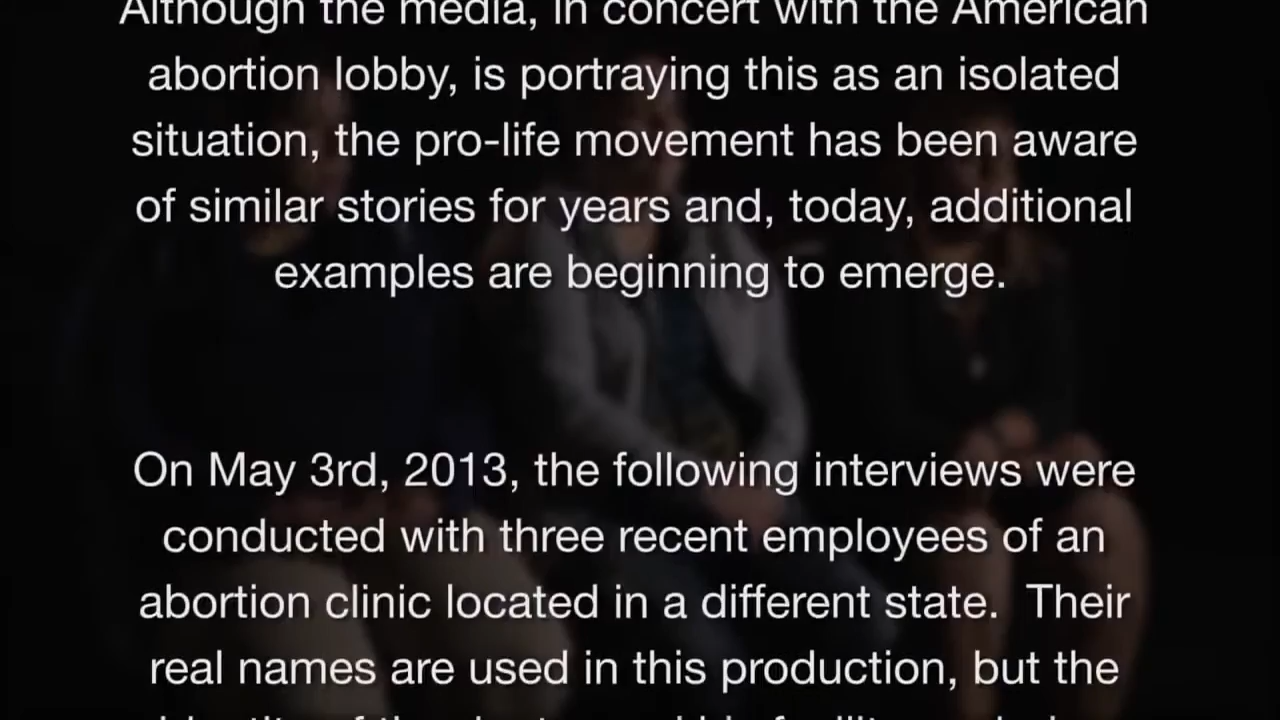 Although the media, in concert with the American
abortion lobby, is portraying this as an isolated
situation, the pro-life movement has been aware
of similar stories for years and, today, additional
examples are beginning to emerge.
On May 3rd, 2013, the following interviews were
conducted with three recent employees of an
abortion clinic located in a different state.  Their
real names are used in this production, but the